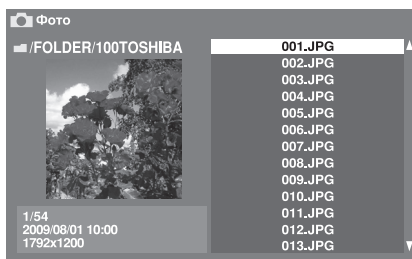 Фото
/FOLDER/100TOSHIBA
1/54
2009/08/01 10:00
1792x1200
001.JPG
002.JPG
003.JPG
004.JPG
005.JPG
006.JPG
007.JPG
008.JPG
009.JPG
010.JPG
011.JPG
012.JPG
013.JPG